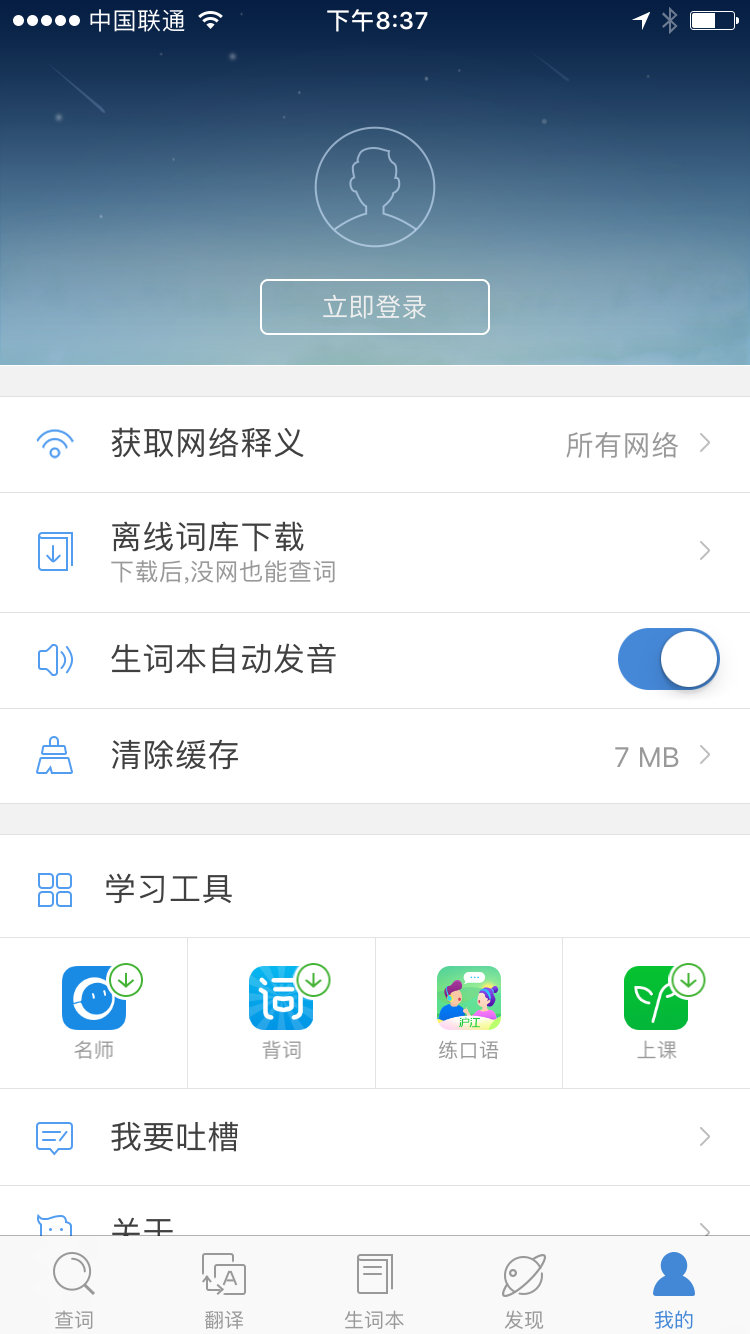 中国联通
下午8:37
立即登录
获取网络释义
所有网络
离线词库下载
下载后,没网也能查词
生词本自动发音
清除缓存
7 MB
学习工具
词
沪江
名师
背词
练口语
上课
我要吐槽
关于
A
查词
翻译
生词本
发现
我的